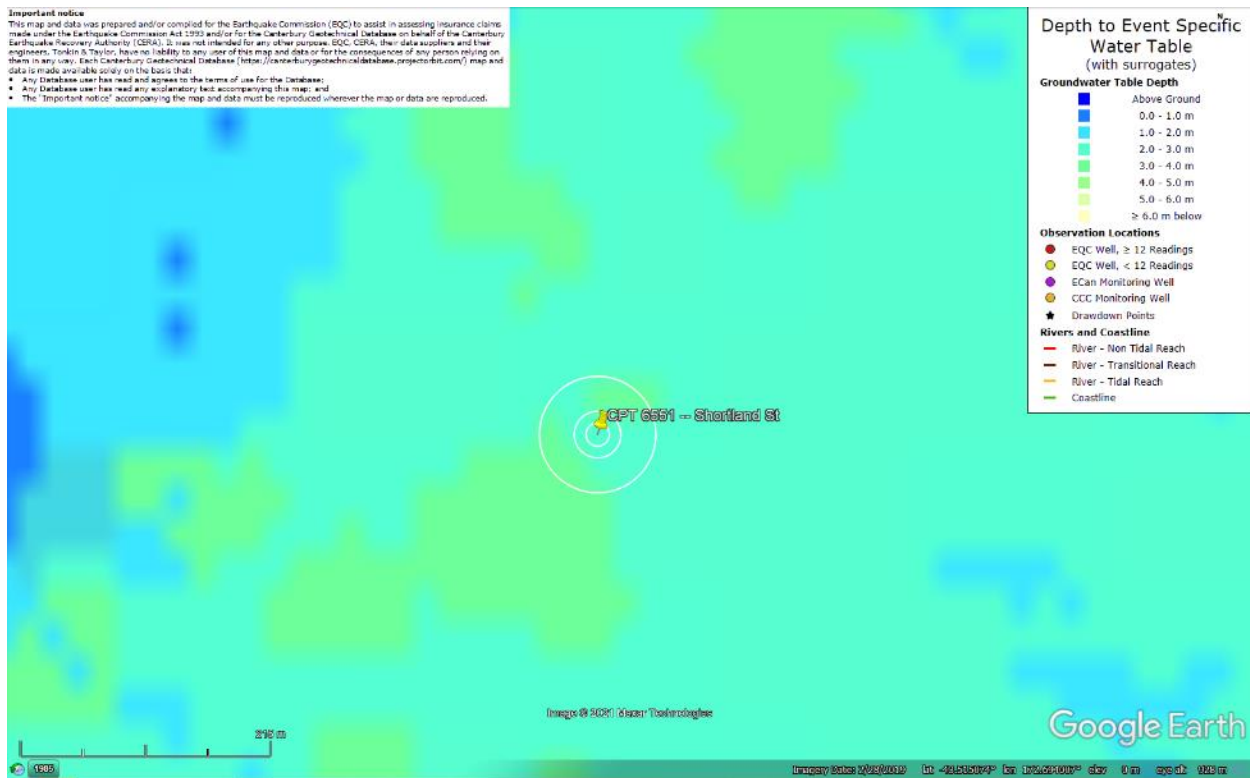 Important notice
This map and data was prepared and/or compiled for the Earthquake Commission (EQC) to assist in assessing insurance claims
made under the Earthquake Commission Act 1993 and/or for the Canterbury Geotechnical Database on behalf of the Canterbury
Earthquake Recovery Authority (CERA). It was not intended for any other purpose. EQC, CERA, their data suppliers and their
engineers, Tonkin & Taylor, have no liability to any user of this map and data or for the consequences of any person relying on
them in any way. Each Canterbury Geotechnical Database (https://canterburygeotechnicaldatabase.projectorbit.com/) map and
data is made available solely on the basis that:
• Any Database user has read and agrees to the terms of use for the Database;
• Any Database user has read any explanatory text accompanying this map; and
• The "Important notice" accompanying the map and data must be reproduced wherever the map or data are reproduced.
N
Depth to Event Specific
Water Table
(with surrogates)
Groundwater Table Depth
Above Ground
0.0 - 1.0 m
1.0 - 2.0 m
2.0 - 3.0 m
3.0 - 4.0 m
4.0 - 5.0 m
5.0 - 6.0 m
≥ 6.0 m below
Observation Locations
EQC Well, ≥ 12 Readings
EQC Well, < 12 Readings
ECan Monitoring Well
CCC Monitoring Well
Drawdown Points
Rivers and Coastline
River - Non Tidal Reach
River - Transitional Reach
River - Tidal Reach
Coastline
CPT 6551 -- Shortland St
Image © 2021 Maxar Technologies
Google Earth
215 m
1985
Imagery Date: 2/23/2019 lat lon elev 0 m eye alt